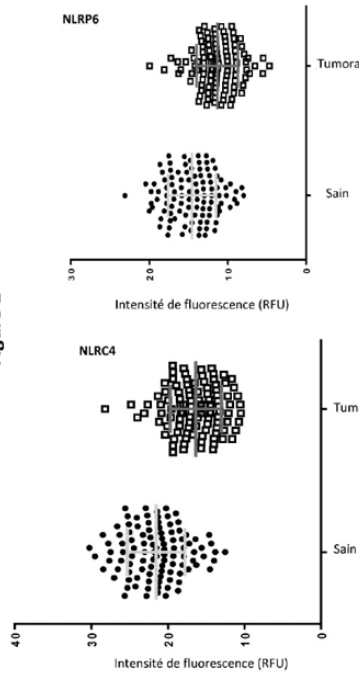 NLRP6
Tumora
Sain
30
20
10
0
Intensité de fluorescence (RFU)
NLRC4
Tum
Sain
40
30
20
10
0
Intensité de fluorescence (RFU)